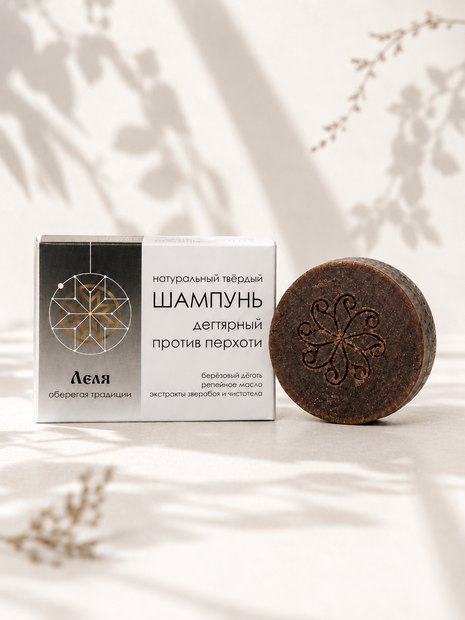 натуральный твёрдый
ШАМПУНЬ
дегтярный
против перхоти
берёзовый дёготь
репейное масло
экстракты зверобоя и чистотела
Леля
оберегая традиции